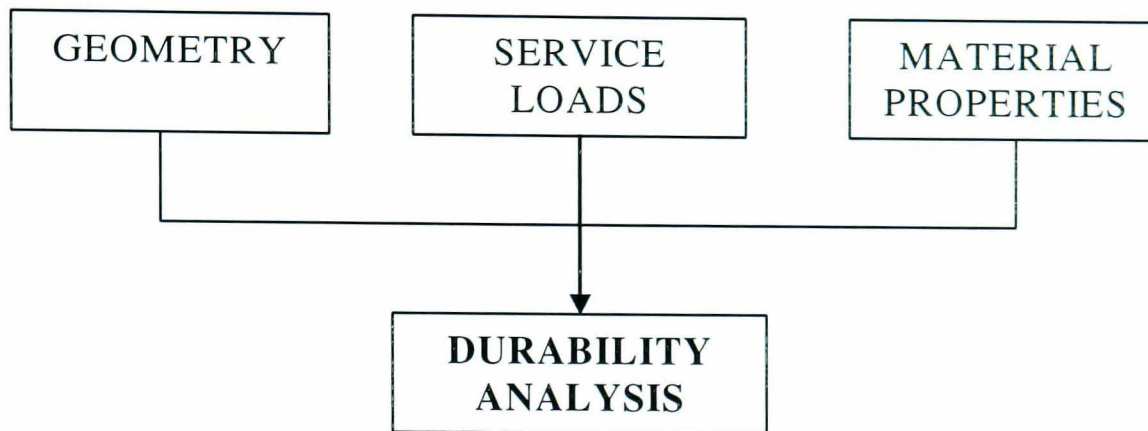 GEOMETRY
SERVICE
LOADS
MATERIAL
PROPERTIES
DURABILITY
ANALYSIS